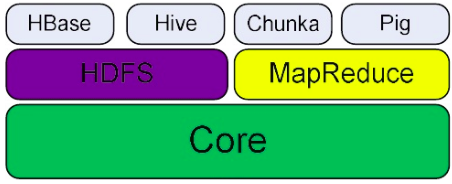 HBase Hive Chunka Pig
HDFS MapReduce
Core